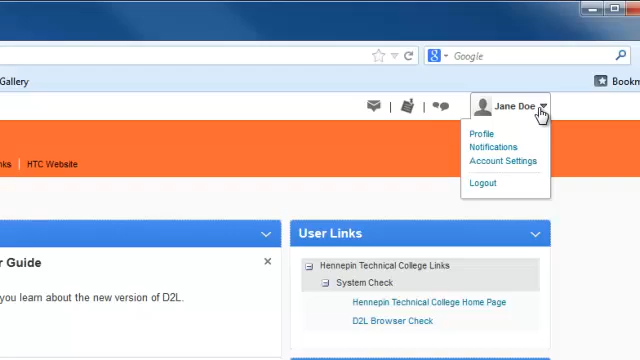 Google
Gallery
Bookm
Jane Doe
Profile
Notifications
Account Settings
Logout
nks | HTC Website
r Guide
you learn about the new version of D2L.
User Links
Hennepin Technical College Links
System Check
Hennepin Technical College Home Page
D2L Browser Check